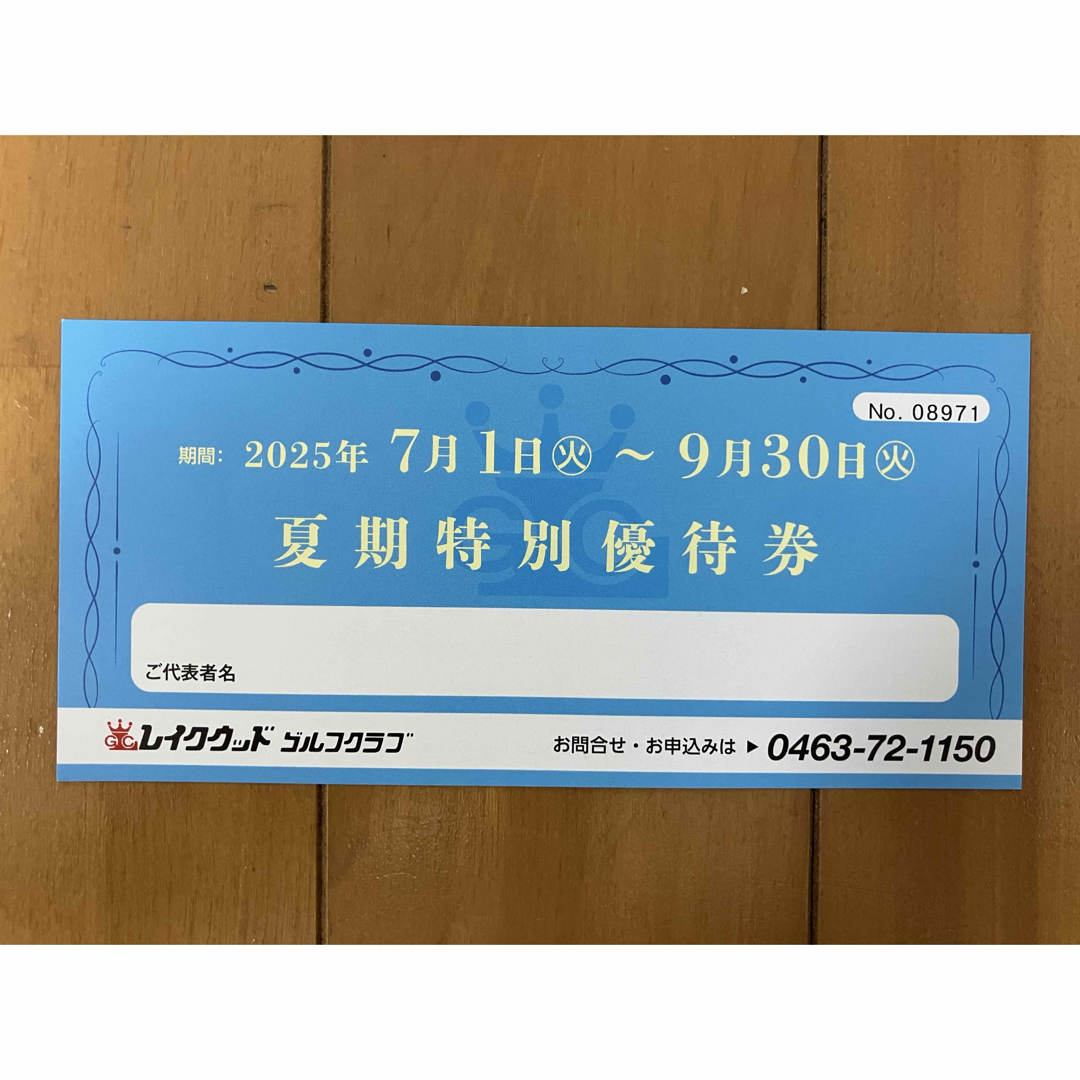 No. 08971
期間: 2025年 7月1日㊋ ～ 9月30日㊋
夏期特別優待券
ご代表者名
GC レイクウッド ゴルフクラブ
お問合せ・お申込みは ▶ 0463-72-1150